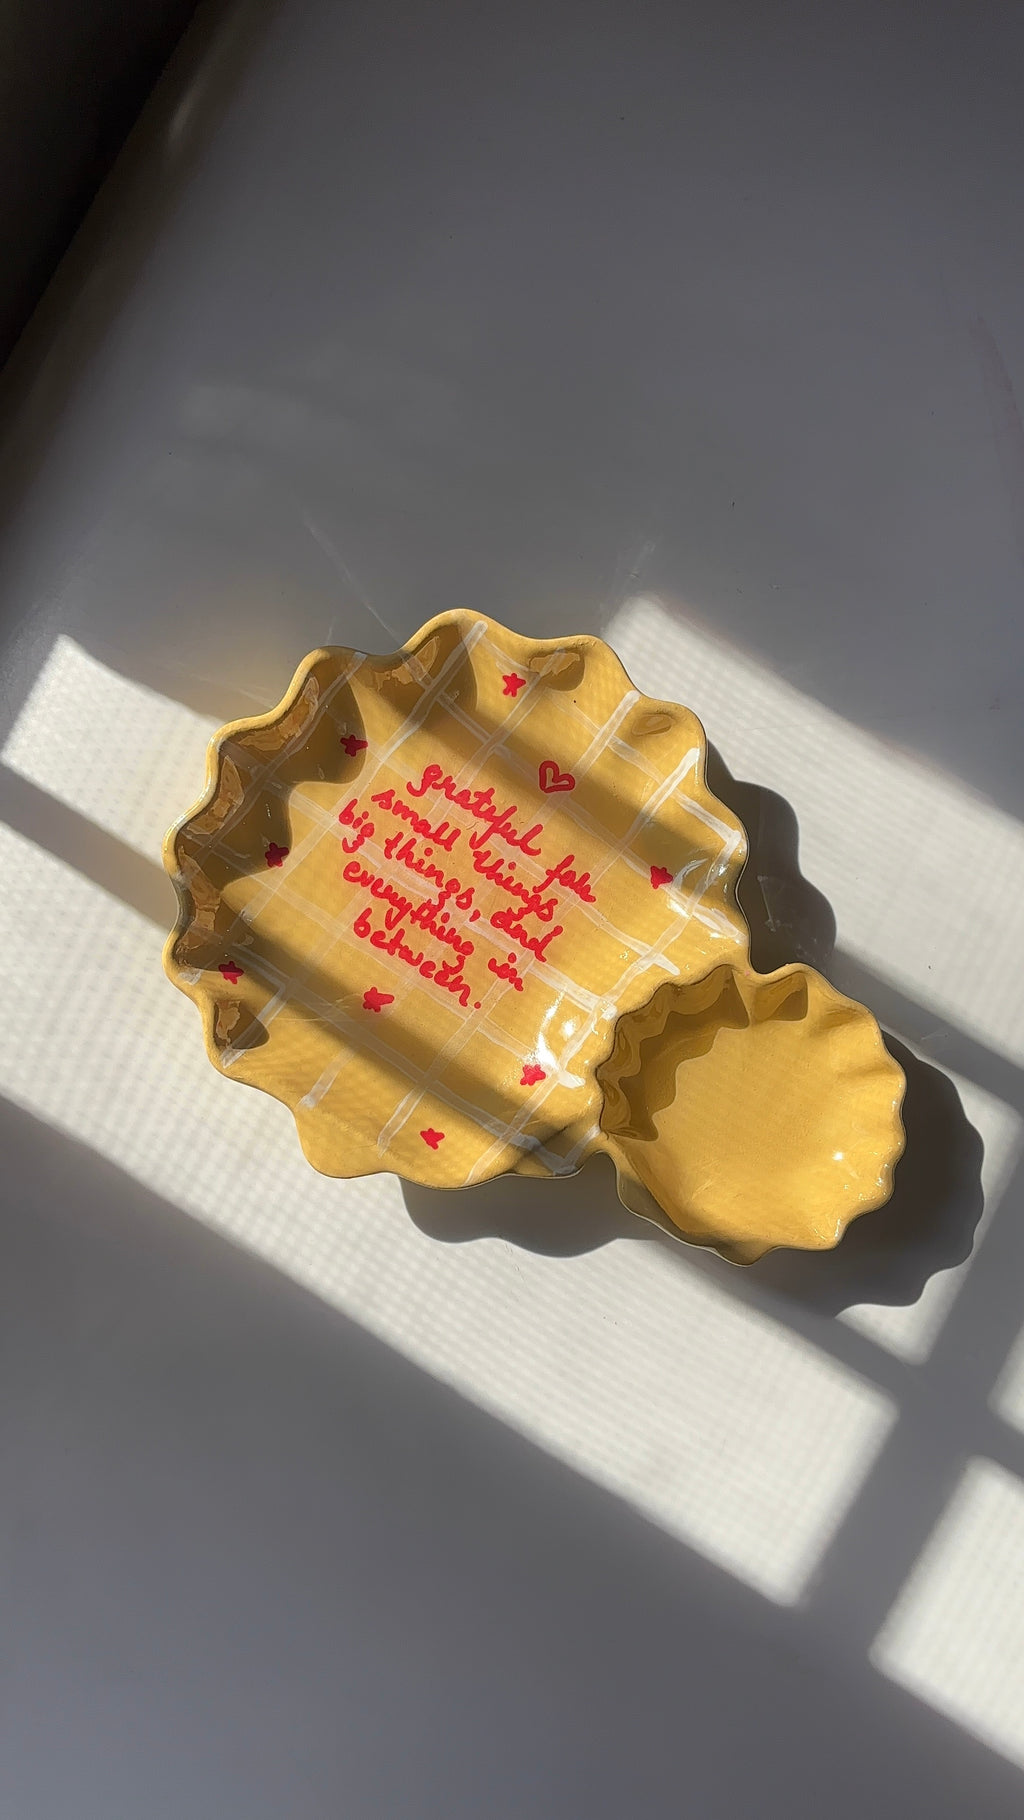 grateful for
small things
big things, and
everything in
between.